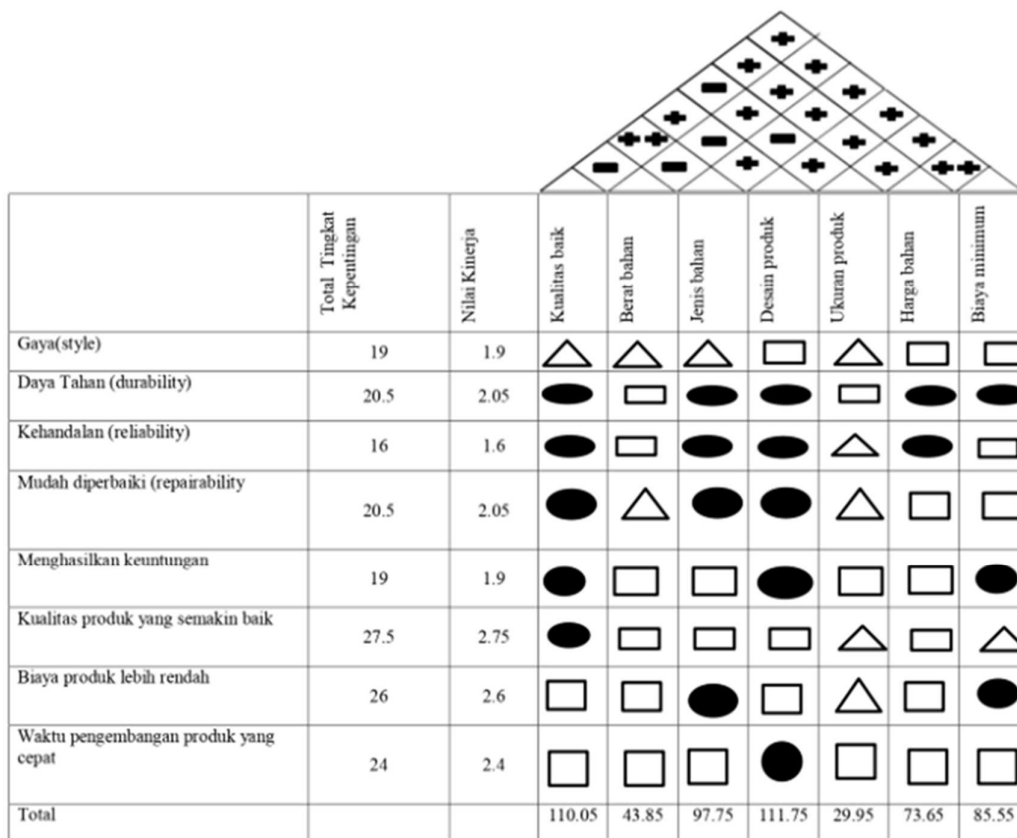 Total Tingkat
Kepentingan
Nilai Kinerja
Kualitas baik
Berat bahan
Jenis bahan
Desain produk
Ukuran produk
Harga bahan
Biaya minimum
Gaya(style) 19 1.9
Daya Tahan (durability) 20.5 2.05
Kehandalan (reliability) 16 1.6
Mudah diperbaiki (repairability 20.5 2.05
Menghasilkan keuntungan 19 1.9
Kualitas produk yang semakin baik 27.5 2.75
Biaya produk lebih rendah 26 2.6
Waktu pengembangan produk yang
cepat 24 2.4
Total 110.05 43.85 97.75 111.75 29.95 73.65 85.55